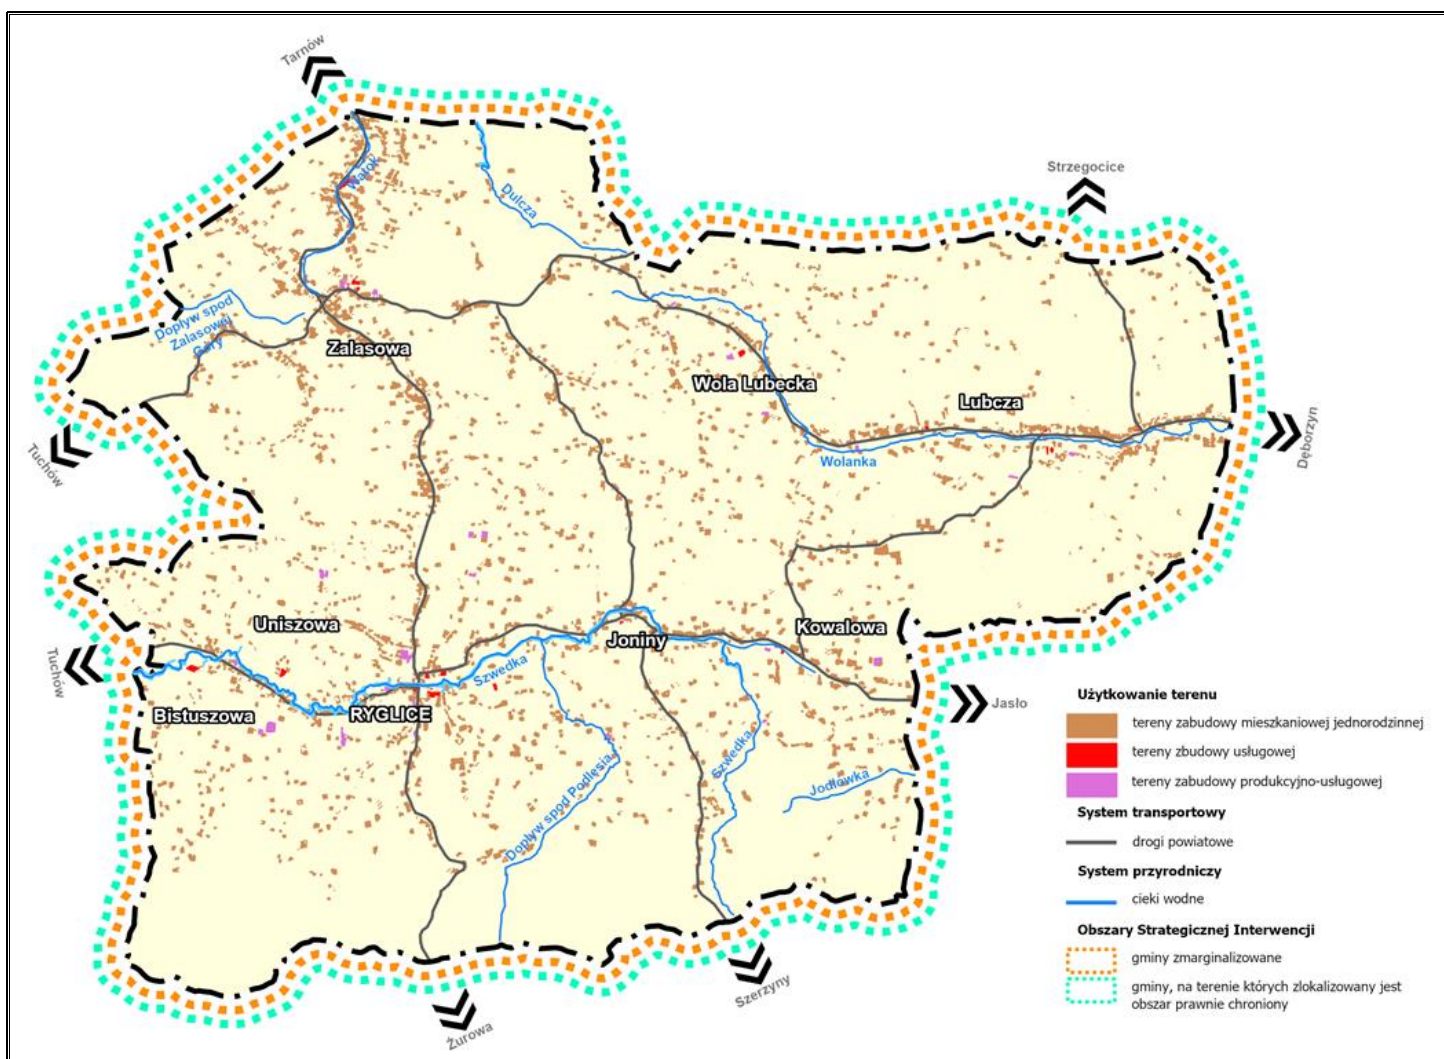 Tarnów
Strzegocice
Wątok
Dulcza
Dopływ spod
Zalasowej
Góry
Zalasowa
Wola Lubecka
Lubcza
Wolanka
Dęborzyn
Tuchów
Uniszowa
Joniny
Kowalowa
Tuchów
Szwedka
Bistuszowa
RYGLICE
Jasło
Szwedka
Dopływ spod Podlesia
Jodłówka
Szerzyny
Żurowa
Użytkowanie terenu
tereny zabudowy mieszkaniowej jednorodzinnej
tereny zbudowy usługowej
tereny zabudowy produkcyjno-usługowej
System transportowy
drogi powiatowe
System przyrodniczy
cieki wodne
Obszary Strategicznej Interwencji
gminy zmarginalizowane
gminy, na terenie których zlokalizowany jest
obszar prawnie chroniony